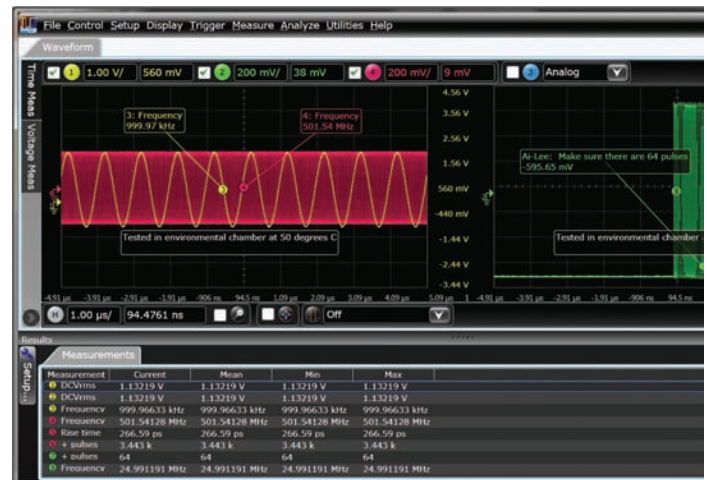 File Control Setup Display Trigger Measure Analyze Utilities Help
Waveform
1 1.00 V/ 560 mV 2 200 mV/ 38 mV 4 200 mV/ 9 mV 3 Analog
Time Meas
Voltage Meas
4.56 V
3.56 V
2.56 V
1.56 V
560 mV
-440 mV
-1.44 V
-2.44 V
-3.44 V
3: Frequency
999.97 kHz
4: Frequency
501.54 MHz
Tested in environmental chamber at 50 degrees C
Ai-Lee: Make sure there are 64 pulses
-595.65 mV
Tested in environmental chamber -
-4.91 µs -3.91 µs -2.91 µs -1.91 µs -906 ns 94.5 ns 1.09 µs 2.09 µs 3.09 µs 4.09 µs 5.09 µs 1 -4.91 µs -3.91 µs -2.91 µs -1.91 µs -906 ns 94.5 ns
H 1.00 µs/ 94.4761 ns Off
Results
Setup...
Measurements
Measurement Current Mean Min Max
DCVrms 1.13219 V 1.13219 V 1.13219 V 1.13219 V
DCVrms 1.13219 V 1.13219 V 1.13219 V 1.13219 V
Frequency 999.96633 kHz 999.96633 kHz 999.96633 kHz 999.96633 kHz
Frequency 501.54128 MHz 501.54128 MHz 501.54128 MHz 501.54128 MHz
Rise time 266.59 ps 266.59 ps 266.59 ps 266.59 ps
+ pulses 3.443 k 3.443 k 3.443 k 3.443 k
+ pulses 64 64 64 64
Frequency 24.991191 MHz 24.991191 MHz 24.991191 MHz 24.991191 MHz